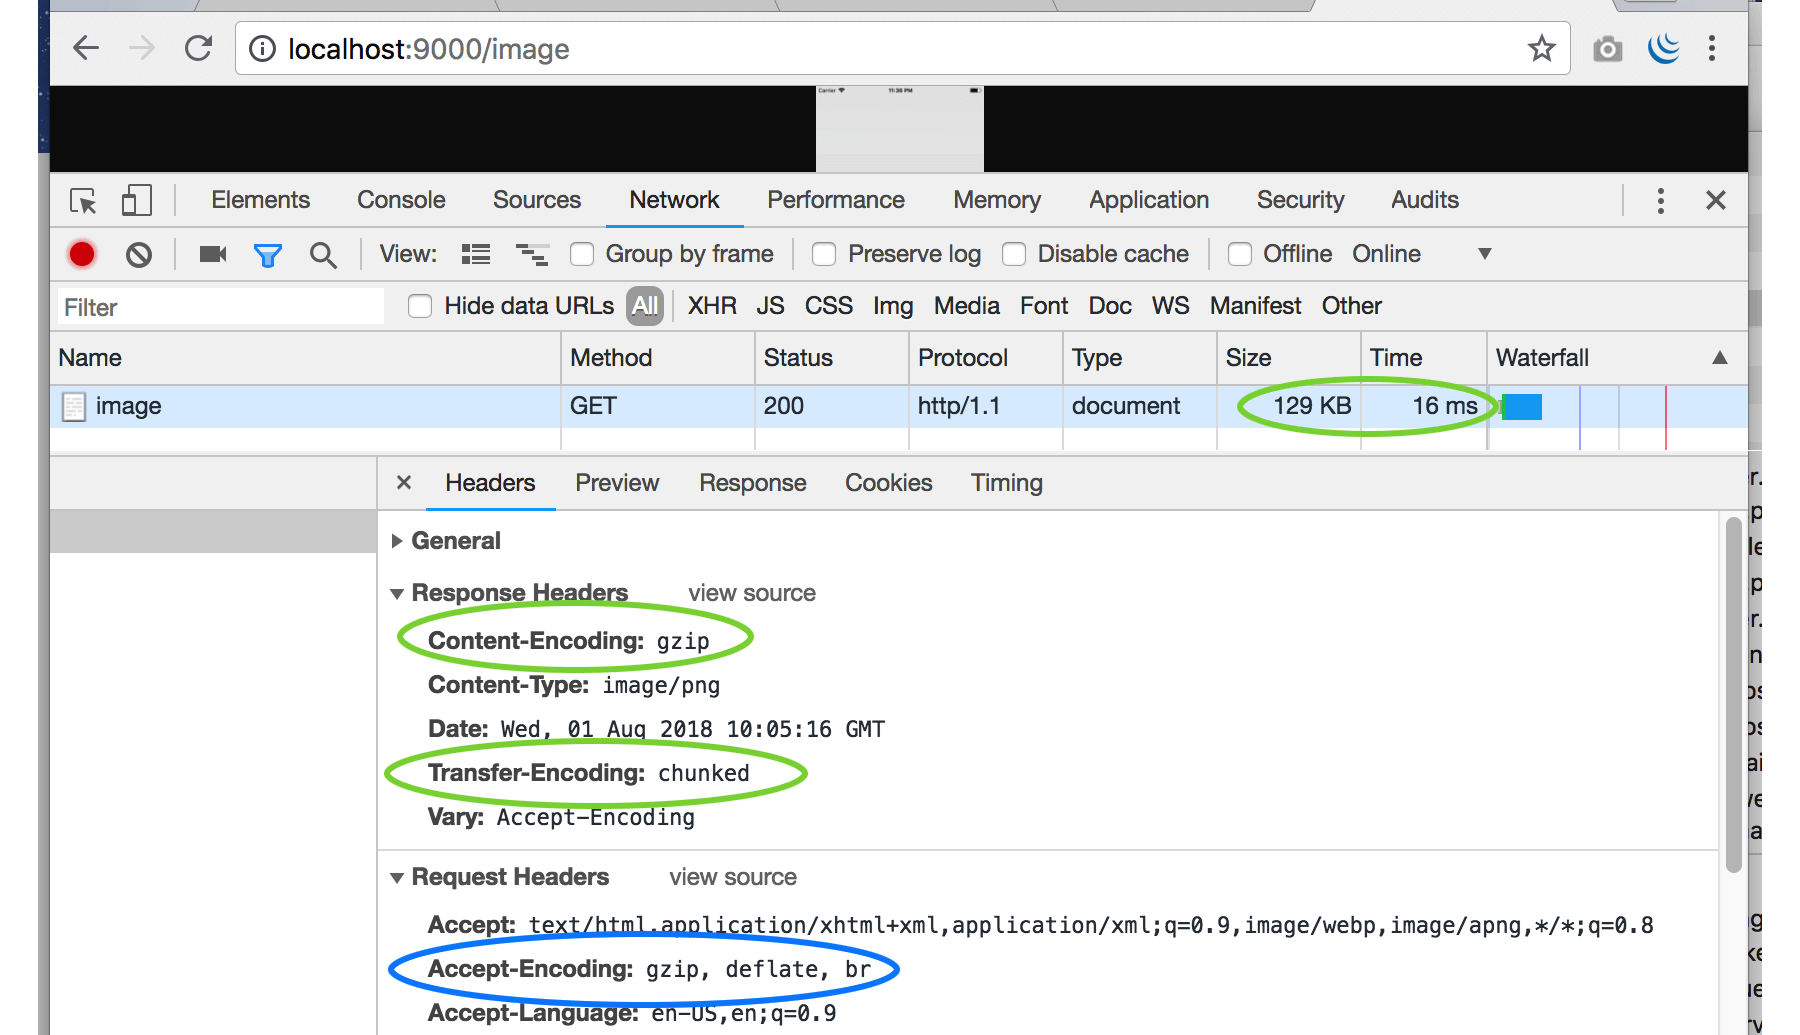 localhost:9000/image
Carrier 11:36 PM
Elements Console Sources Network Performance Memory Application Security Audits
View: Group by frame Preserve log Disable cache Offline Online
Filter Hide data URLs All XHR JS CSS Img Media Font Doc WS Manifest Other
Name Method Status Protocol Type Size Time Waterfall
image GET 200 http/1.1 document 129 KB 16 ms
Headers Preview Response Cookies Timing
General
Response Headers view source
Content-Encoding: gzip
Content-Type: image/png
Date: Wed, 01 Aug 2018 10:05:16 GMT
Transfer-Encoding: chunked
Vary: Accept-Encoding
Request Headers view source
Accept: text/html,application/xhtml+xml,application/xml;q=0.9,image/webp,image/apng,*/*;q=0.8
Accept-Encoding: gzip, deflate, br
Accept-Language: en-US,en;q=0.9